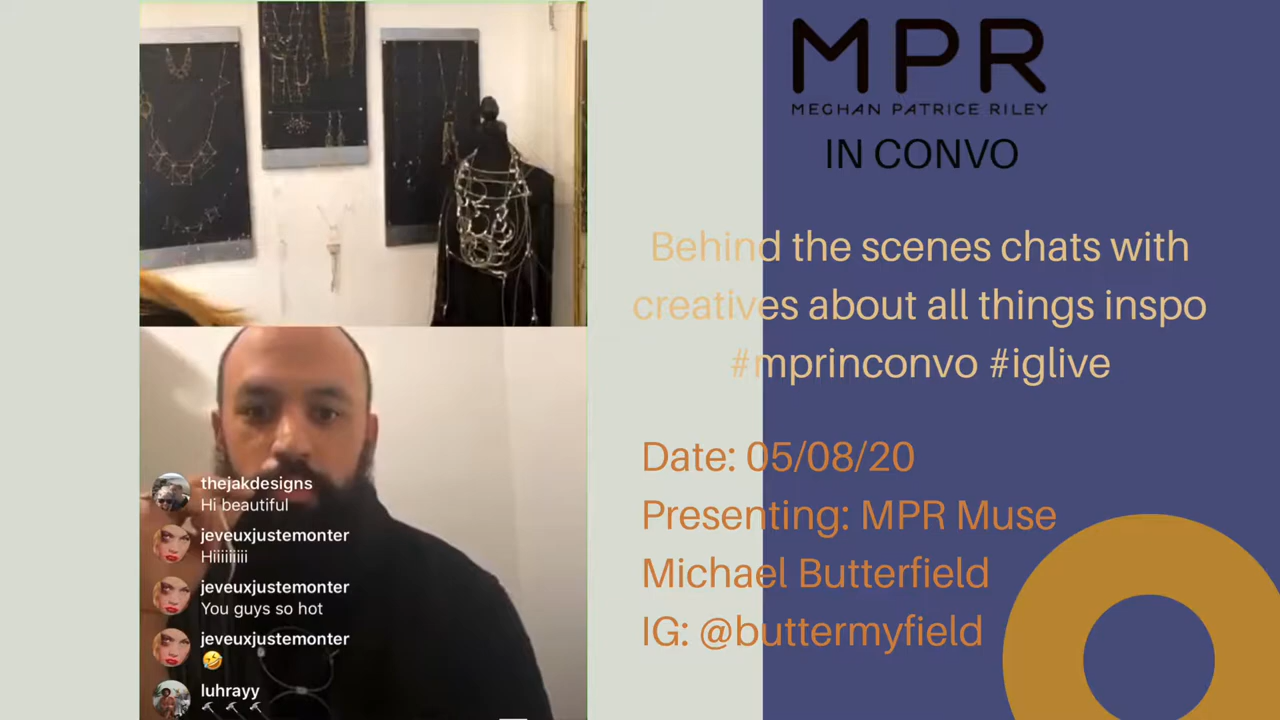 MPR
MEGHAN PATRICE RILEY
IN CONVO
Behind the scenes chats with
creatives about all things inspo
#mprinconvo #iglive
Date: 05/08/20
Presenting: MPR Muse
Michael Butterfield
IG: @buttermyfield
thejakdesigns
Hi beautiful
jeveuxjustemonter
Hiiiiiiiii
jeveuxjustemonter
You guys so hot
jeveuxjustemonter
🤣
luhrayy
⛏⛏⛏